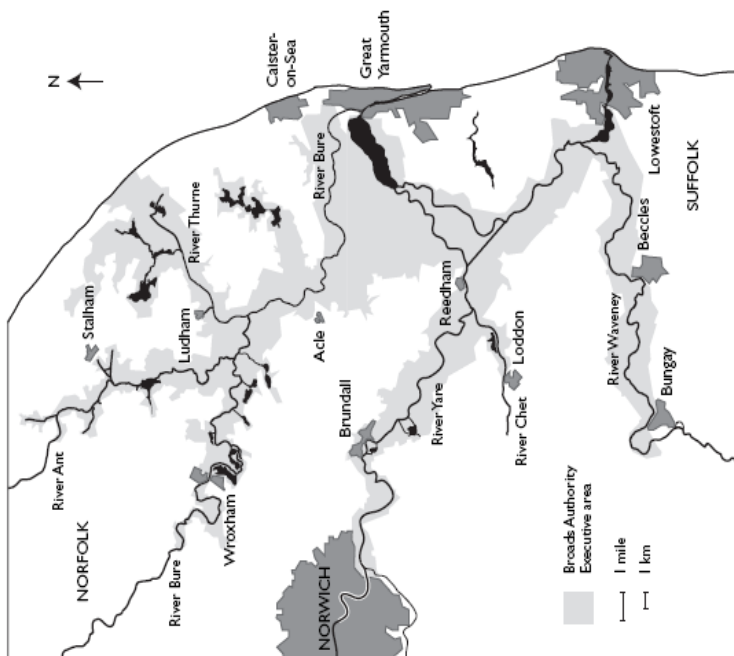 N
River Ant
NORFOLK
Stalham
River Bure
Ludham
River Thurne
Wroxham
Calster-
on-Sea
Acle
River Bure
NORWICH
Brundall
Great
Yarmouth
River Yare
Reedham
Loddon
River Chet
Broads Authority
Executive area
River Waveney
1 mile
1 km
Beccles
Lowestoft
Bungay
SUFFOLK